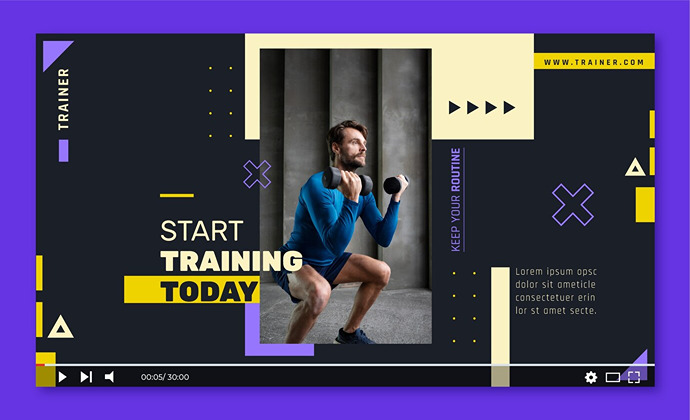 TRAINER
WWW.TRAINER.COM
KEEP YOUR ROUTINE
START
TRAINING
TODAY
Lorem ipsum opsc
dolor sit ameticle
consectetuer erin
lor st amet secte.
00:05/ 30:00